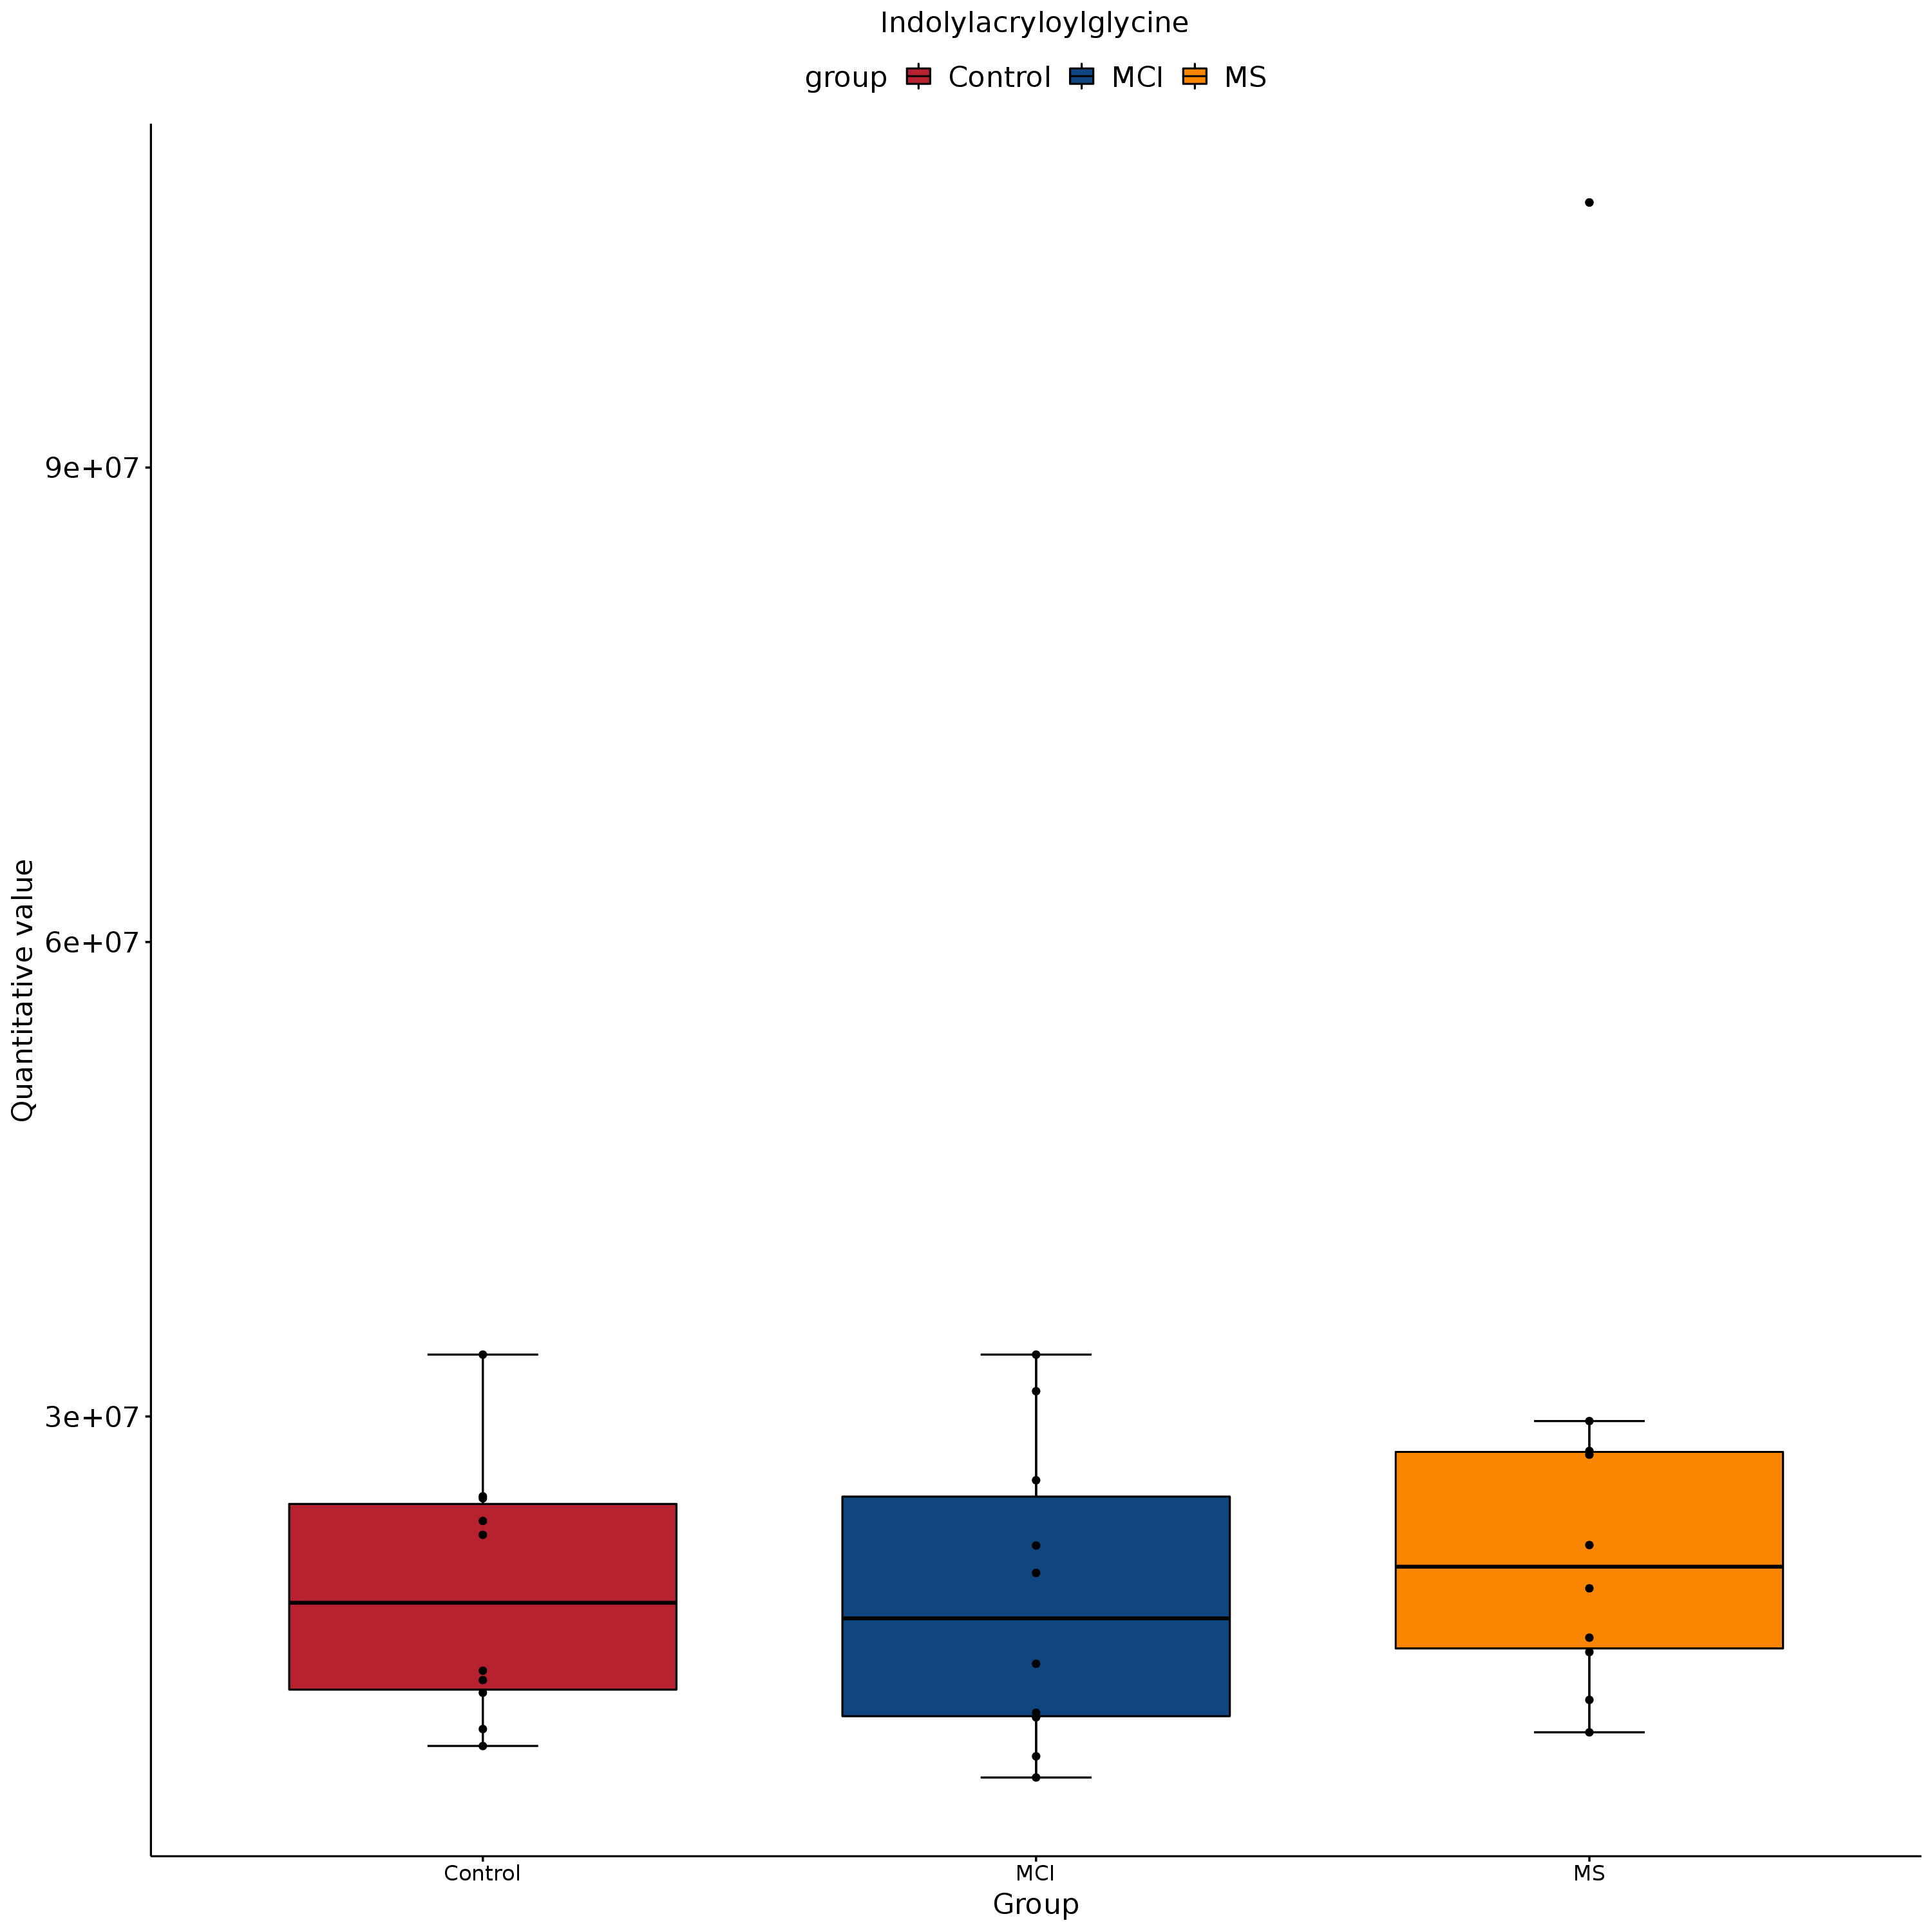 Indolylacryloylglycine
group Control MCI MS
Quantitative value
9e+07
6e+07
3e+07
Control MCI MS
Group